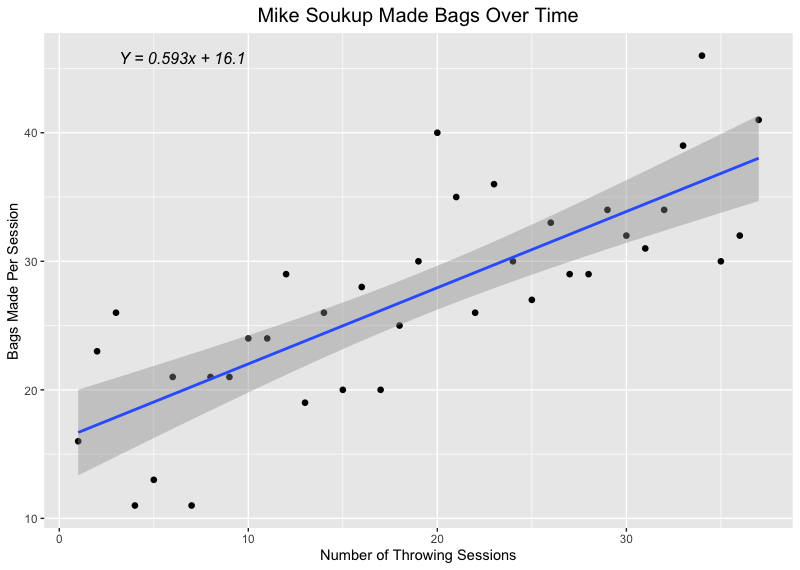 Mike Soukup Made Bags Over Time
Y = 0.593x + 16.1
Bags Made Per Session
40
30
20
10
0
10
20
30
Number of Throwing Sessions